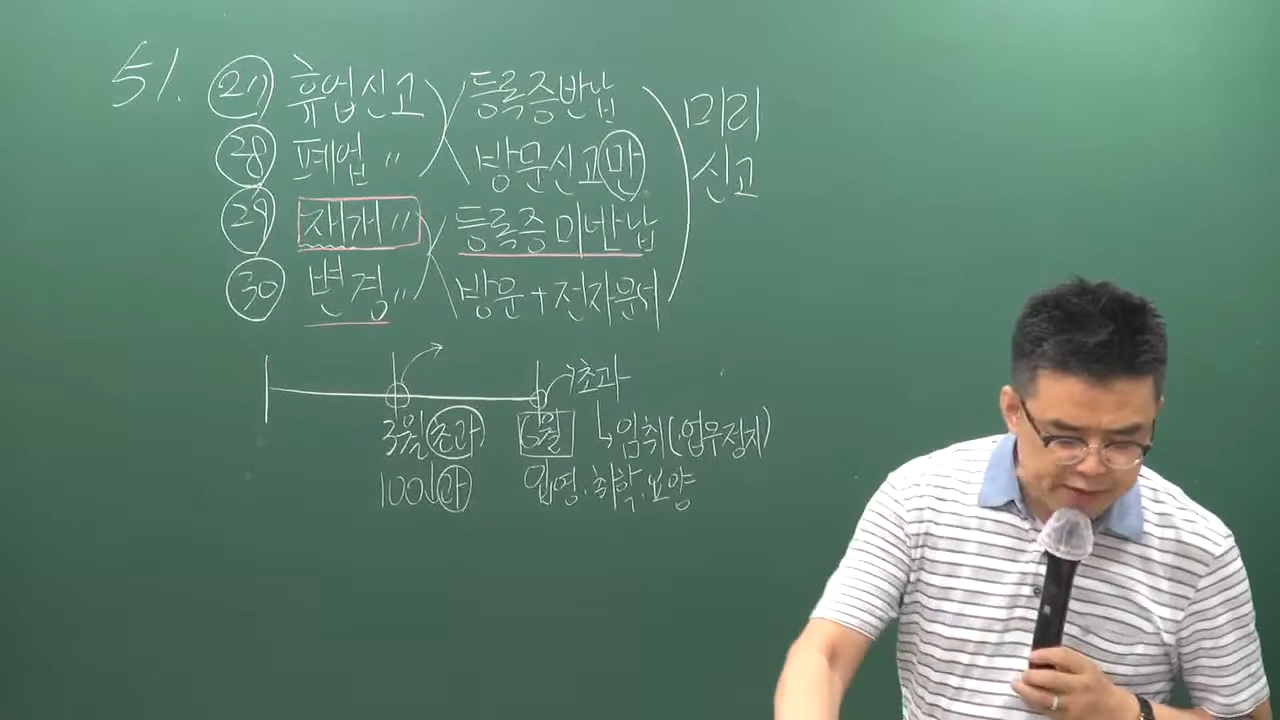 51. ㉗ 휴업신고 등록증반납 미리
㉘ 폐업 〃 방문신고만 신고
㉙ 재개 〃 등록증 미반납
㉚ 변경 〃 방문 + 전자문서
초과
3월초과 6월 ↳ 임취(업무정지)
100과 입영.취학.요양